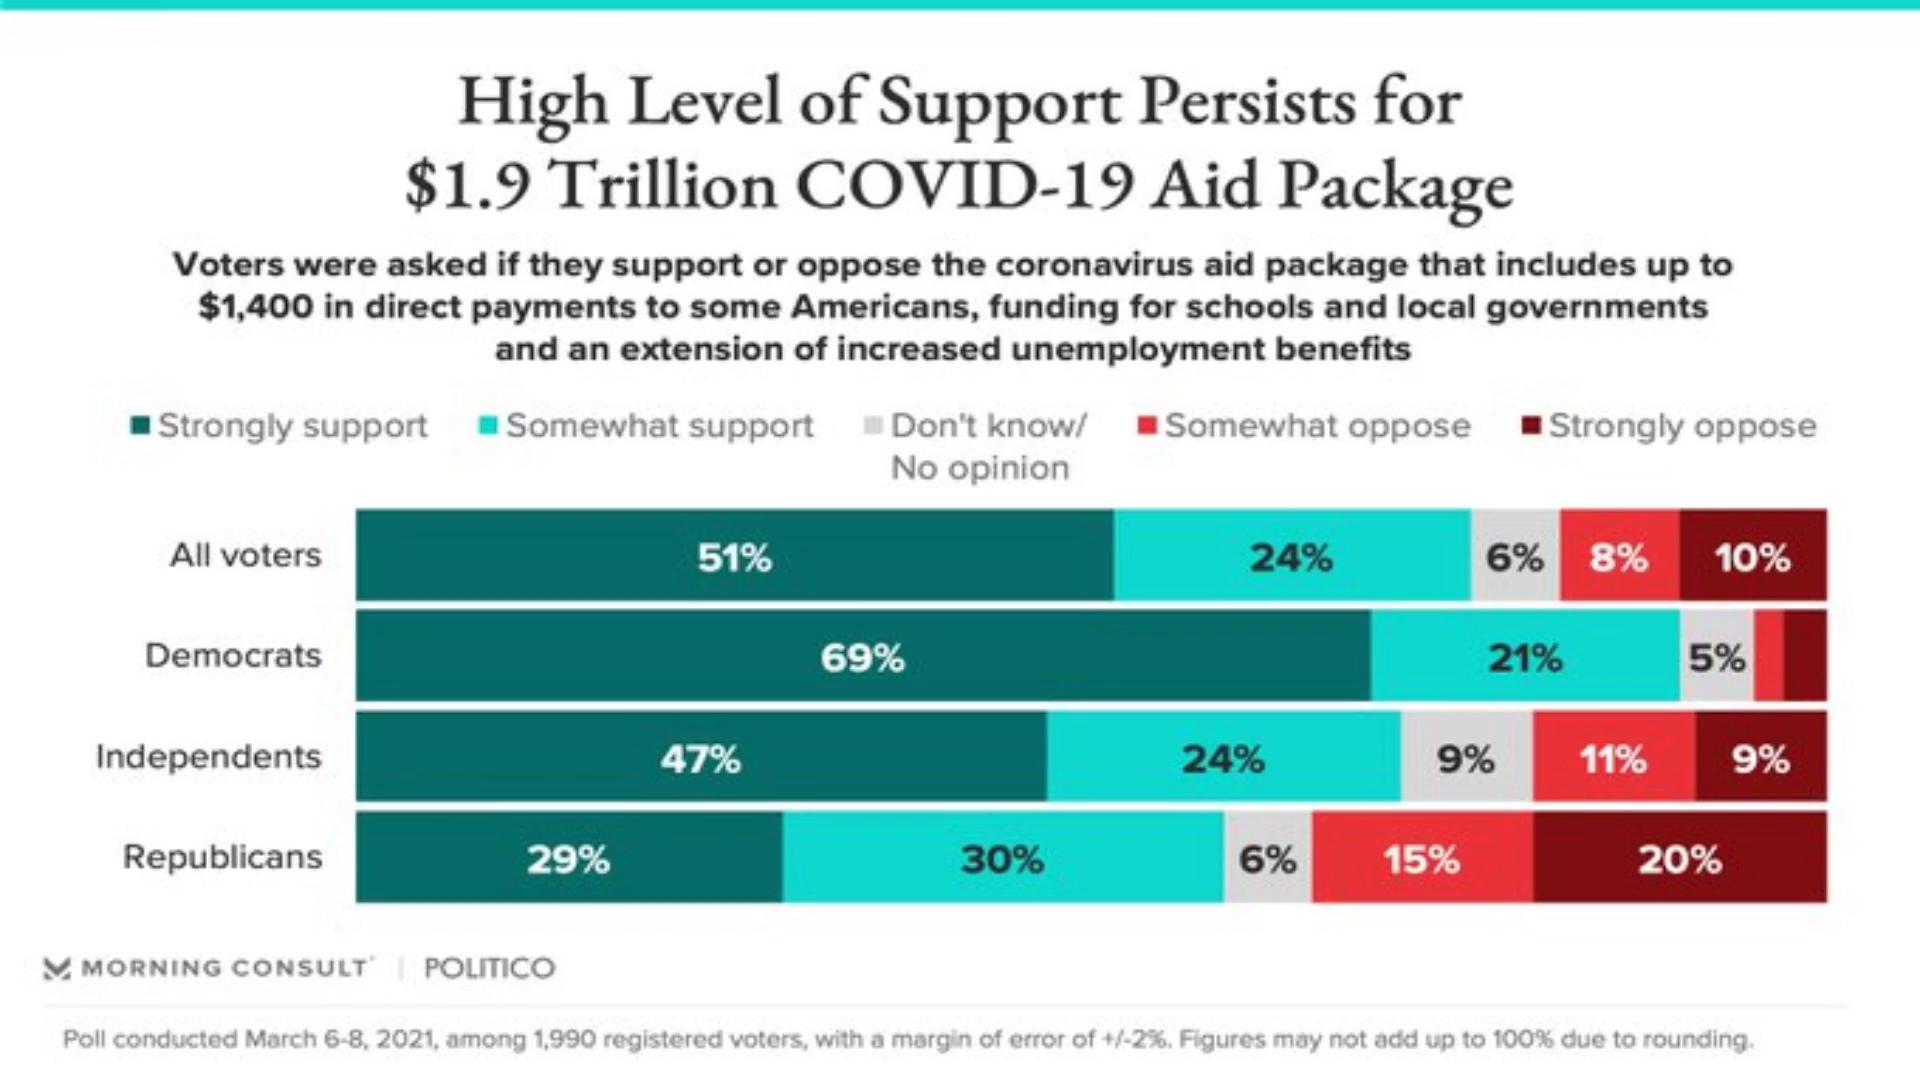 High Level of Support Persists for
$1.9 Trillion COVID-19 Aid Package
Voters were asked if they support or oppose the coronavirus aid package that includes up to
$1,400 in direct payments to some Americans, funding for schools and local governments
and an extension of increased unemployment benefits
Strongly support Somewhat support Don't know/ Somewhat oppose Strongly oppose
No opinion
All voters 51% 24% 6% 8% 10%
Democrats 69% 21% 5%
Independents 47% 24% 9% 11% 9%
Republicans 29% 30% 6% 15% 20%
MORNING CONSULT | POLITICO
Poll conducted March 6-8, 2021, among 1,990 registered voters, with a margin of error of +/-2%. Figures may not add up to 100% due to rounding.